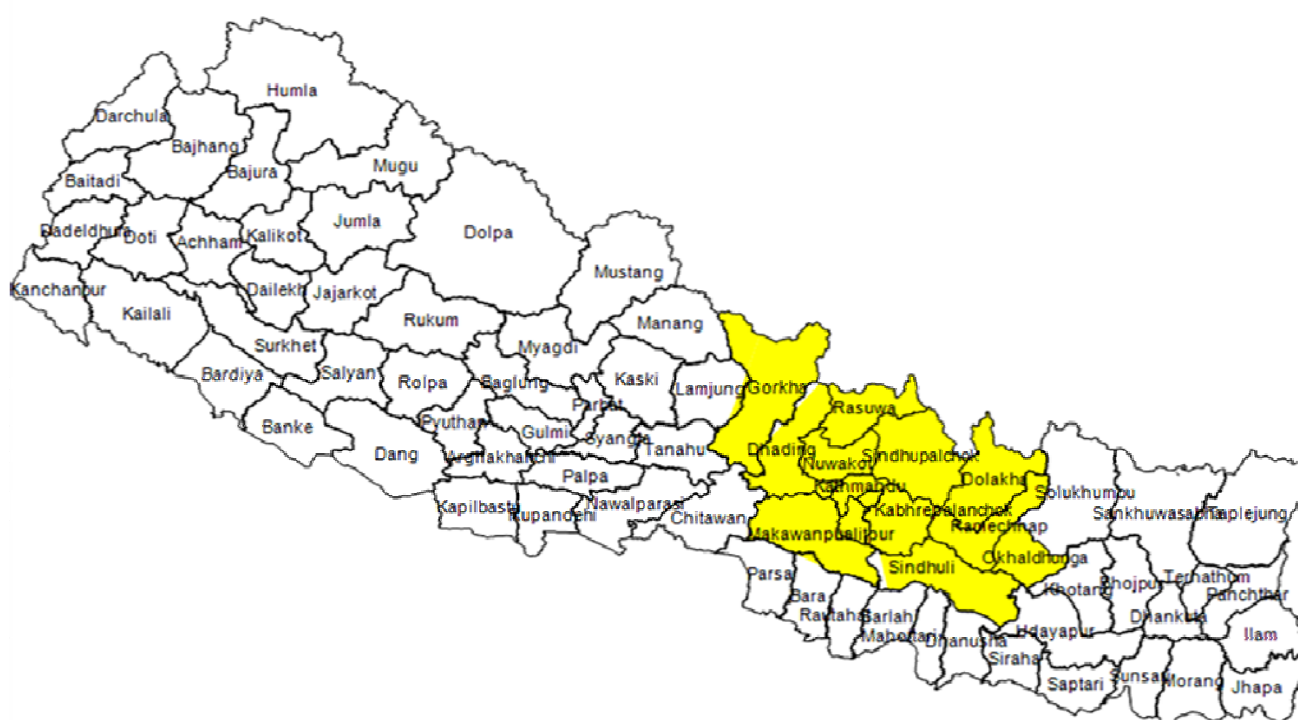 Humla
Darchula
Bajhang
Mugu
Bajura
Baitadi
Jumla
Dadeldhura
Doti
Achham
Kalikot
Dolpa
Mustang
Kanchanpur
Dailekh
Jajarkot
Kailali
Rukum
Manang
Surkhet
Myagdi
Bardiya
Salyan
Rolpa
Baglung
Kaski
Lamjung
Gorkha
Parbat
Rasuwa
Banke
Pyuthan
Gulmi
Syangja
Tanahu
Dhading
Nuwakot
Sindhupalchok
Dang
Arghakhanchi
Palpa
Dolakha
Kathmandu
Solukhumbu
Kapilbastu
Rupandehi
Nawalparasi
Chitawan
Kabhrepalanchok
Sankhuwasabha
Taplejung
Makawanpur
Lalitpur
Ramechhap
Okhaldhunga
Parsa
Sindhuli
Khotang
Bhojpur
Terhathum
Panchthar
Bara
Rautahat
Sarlahi
Dhankuta
Mahottari
Dhanusha
Udayapur
Ilam
Siraha
Saptari
Sunsari
Morang
Jhapa